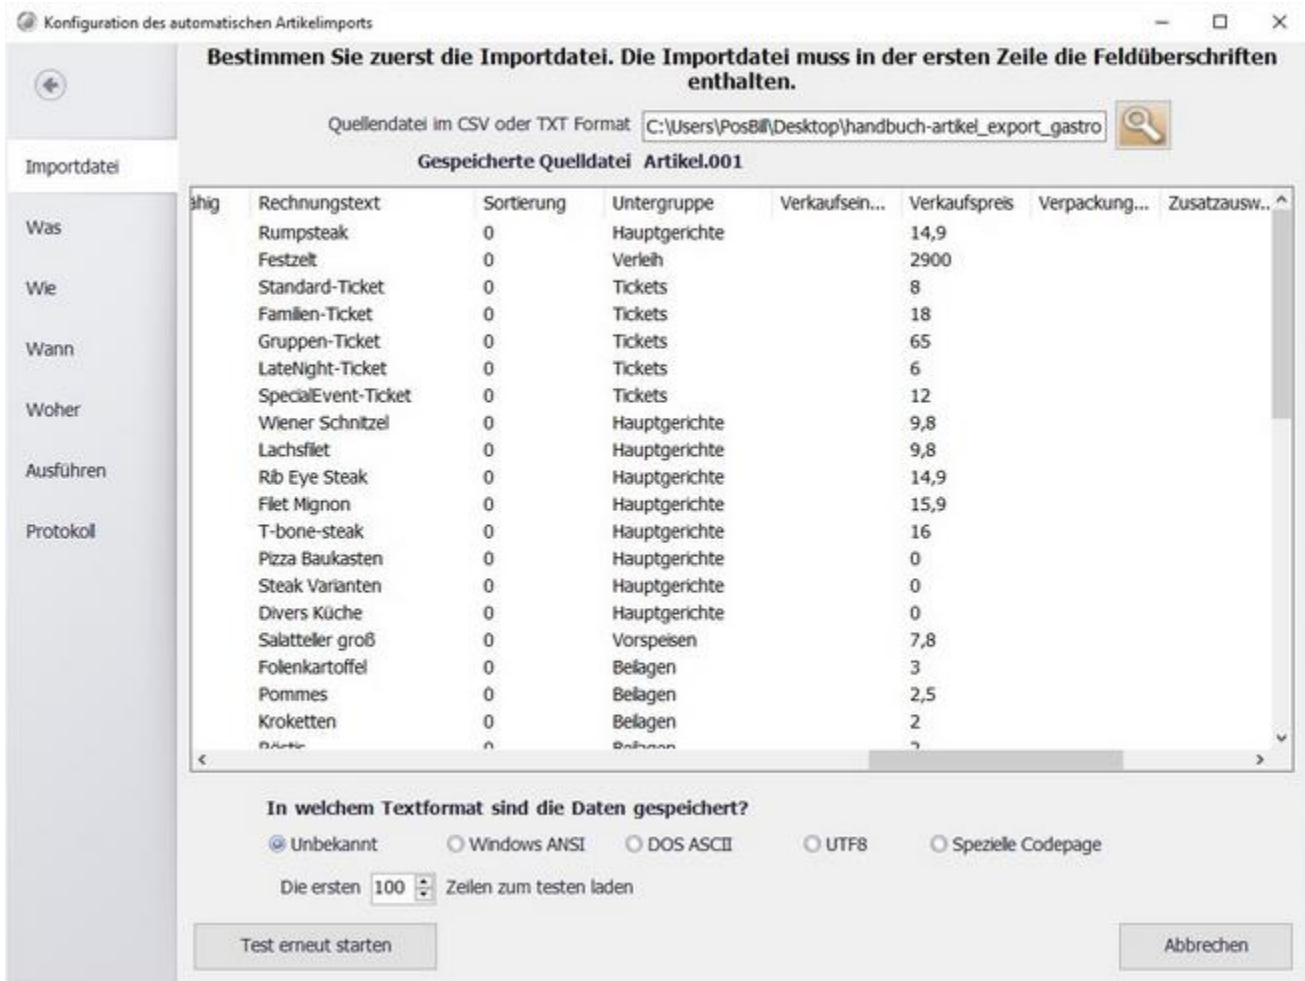 Konfiguration des automatischen Artikelimports
Bestimmen Sie zuerst die Importdatei. Die Importdatei muss in der ersten Zeile die Feldüberschriften
enthalten.
Quellendatei im CSV oder TXT Format C:\Users\PosBill\Desktop\handbuch-artikel_export_gastro
Gespeicherte Quelldatei Artikel.001
Importdatei
Was
Wie
Wann
Woher
Ausführen
Protokoll
ähig Rechnungstext Sortierung Untergruppe Verkaufsein... Verkaufspreis Verpackung... Zusatzausw...
Rumpsteak 0 Hauptgerichte 14,9
Festzelt 0 Verleih 2900
Standard-Ticket 0 Tickets 8
Familien-Ticket 0 Tickets 18
Gruppen-Ticket 0 Tickets 65
LateNight-Ticket 0 Tickets 6
SpecialEvent-Ticket 0 Tickets 12
Wiener Schnitzel 0 Hauptgerichte 9,8
Lachsfilet 0 Hauptgerichte 9,8
Rib Eye Steak 0 Hauptgerichte 14,9
Filet Mignon 0 Hauptgerichte 15,9
T-bone-steak 0 Hauptgerichte 16
Pizza Baukasten 0 Hauptgerichte 0
Steak Varianten 0 Hauptgerichte 0
Divers Küche 0 Hauptgerichte 0
Salatteller groß 0 Vorspeisen 7,8
Folienkartoffel 0 Beilagen 3
Pommes 0 Beilagen 2,5
Kroketten 0 Beilagen 2
Röstis 0 Beilagen 2
In welchem Textformat sind die Daten gespeichert?
Unbekannt Windows ANSI DOS ASCII UTF8 Spezielle Codepage
Die ersten 100 Zeilen zum testen laden
Test erneut starten Abbrechen